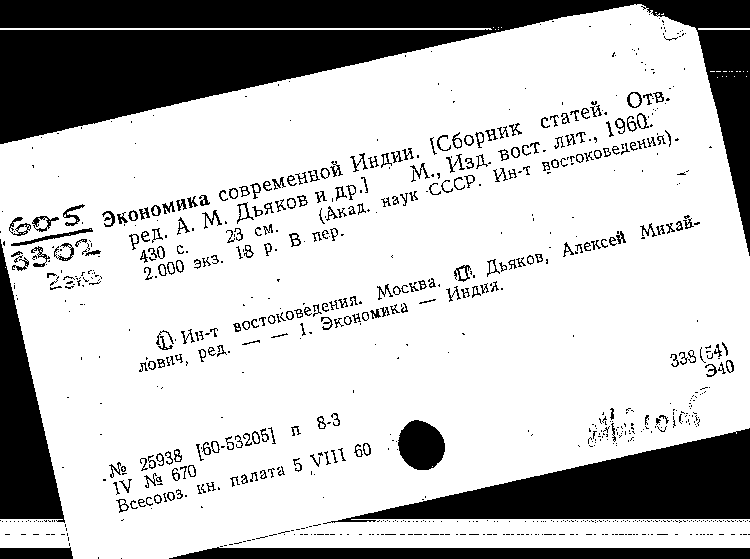 60-5
3302
2 экз
Экономика современной Индии. [Сборник статей. Отв.
ред. А. М. Дьяков и др.] М., Изд. вост. лит., 1960.
430 с. 23 см. (Акад. наук СССР. Ин-т востоковедения).
2.000 экз. 18 р. В пер.
I. Ин-т востоковедения. Москва. II. Дьяков, Алексей Михай-
лович, ред. — — 1. Экономика — Индия.
338(54)
Э40
№ 25938 [60-53205] п 8-3
IV № 670
Всесоюз. кн. палата 5 VIII 60